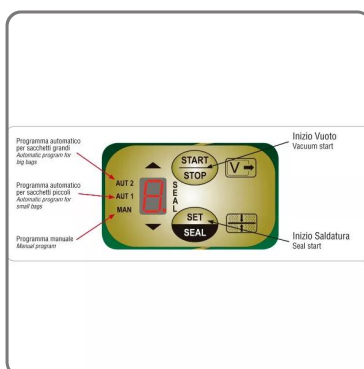 Programma automatico
per sacchetti grandi
Automatic program for
big bags
Programma automatico
per sacchetti piccoli
Automatic program for
small bags
Programma manuale
Manual program
AUT 2
AUT 1
MAN
8.
SEAL
START
STOP
V
SET
SEAL
Inizio Vuoto
Vacuum start
Inizio Saldatura
Seal start